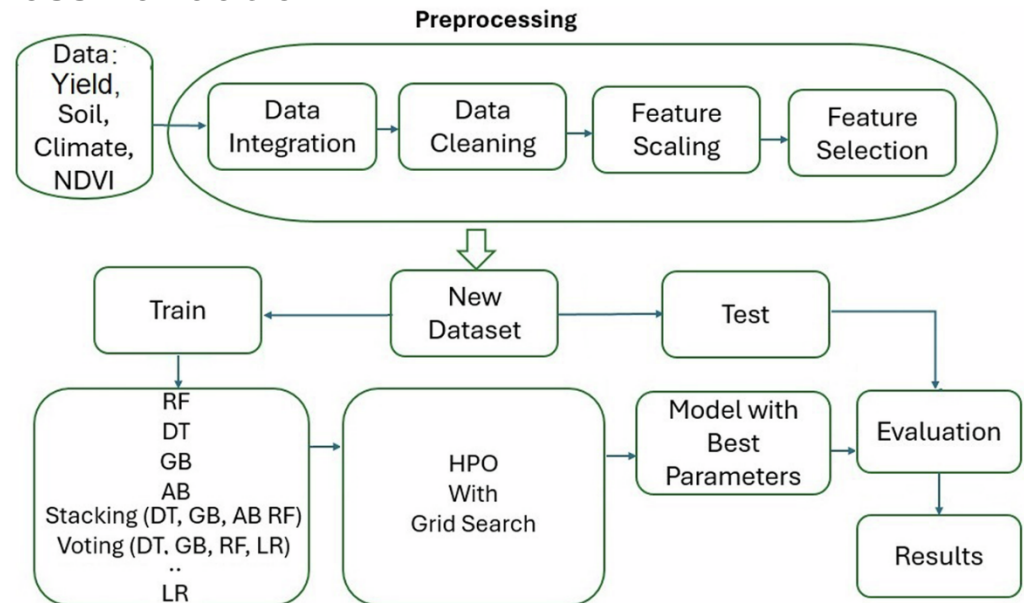 Preprocessing
Data:
Yield,
Soil,
Climate,
NDVI
Data
Integration
Data
Cleaning
Feature
Scaling
Feature
Selection
Train
New
Dataset
Test
RF
DT
GB
AB
Stacking (DT, GB, AB RF)
Voting (DT, GB, RF, LR)
..
LR
HPO
With
Grid Search
Model with
Best
Parameters
Evaluation
Results